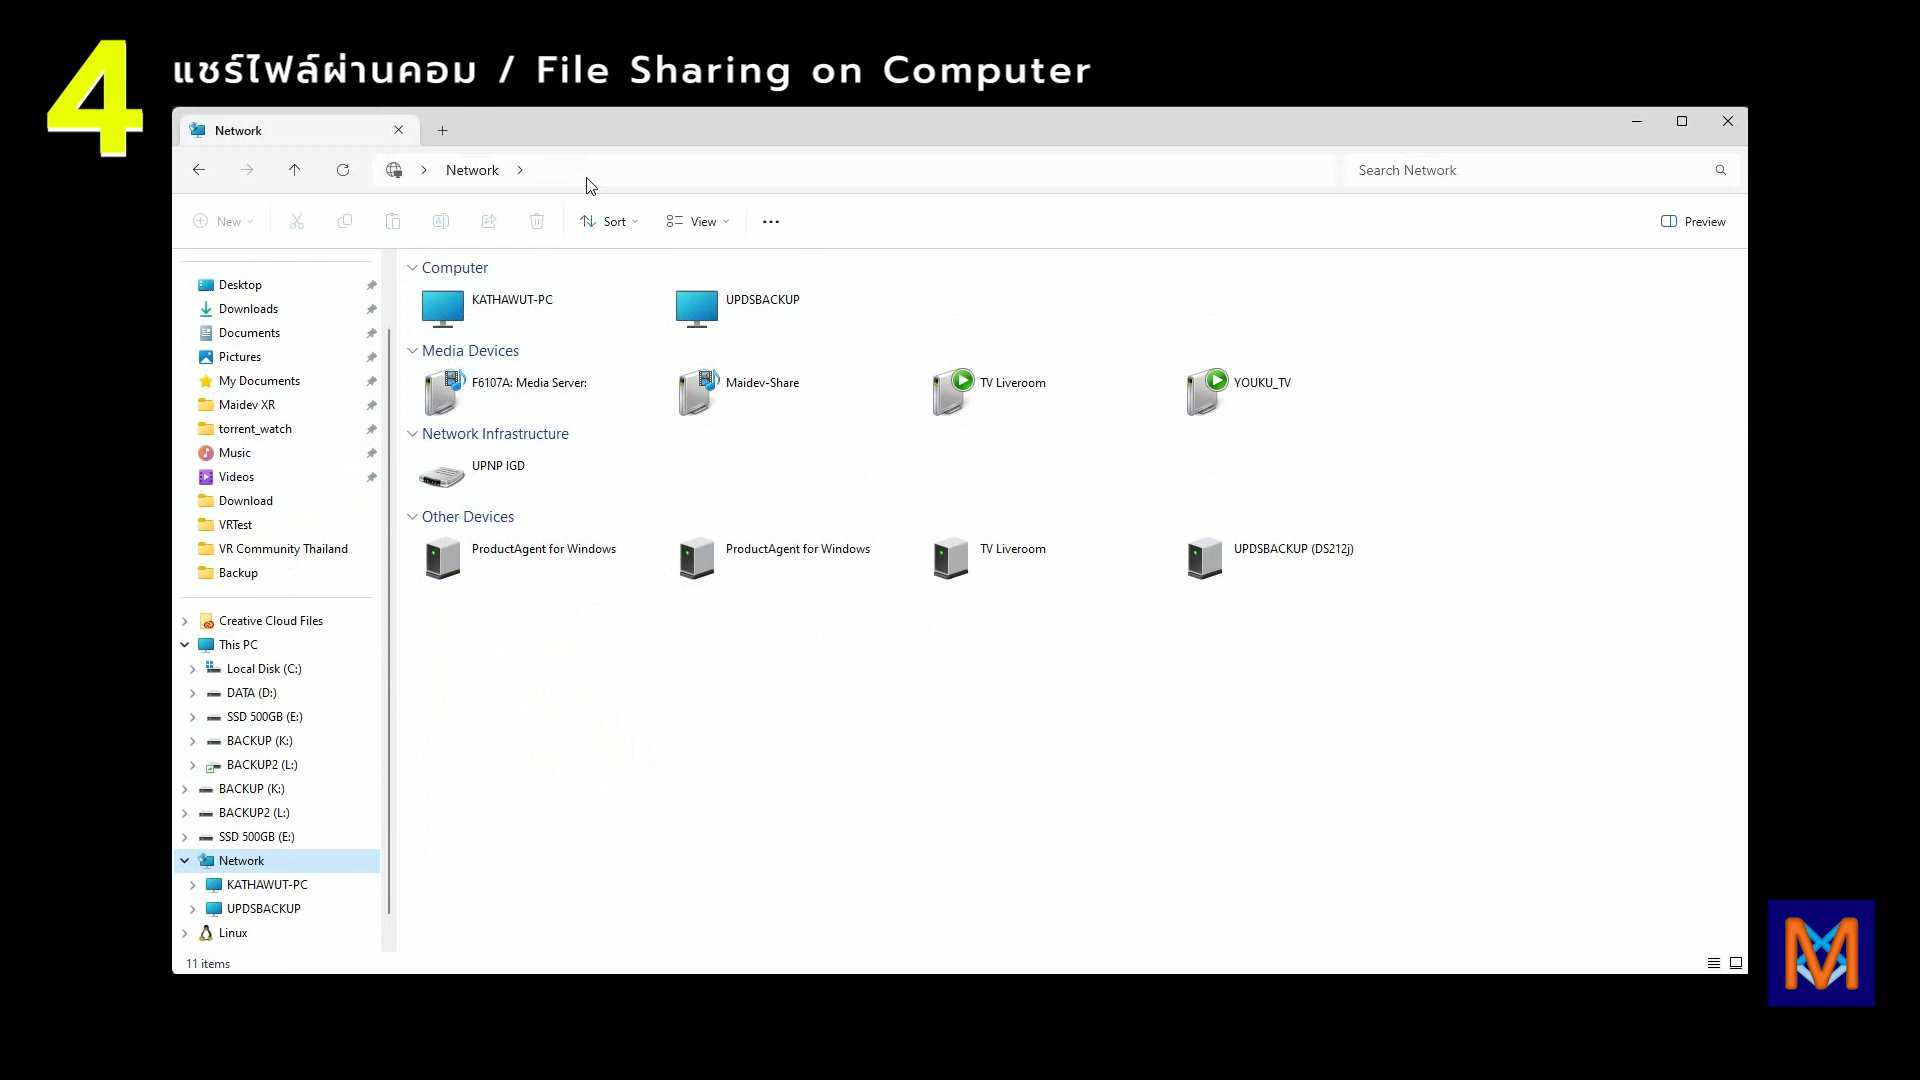 4
แชร์ไฟล์ผ่านคอม / File Sharing on Computer
Network
Network
Search Network
New
Sort
View
Preview
Desktop
Downloads
Documents
Pictures
My Documents
Maidev XR
torrent_watch
Music
Videos
Download
VRTest
VR Community Thailand
Backup
Creative Cloud Files
This PC
Local Disk (C:)
DATA (D:)
SSD 500GB (E:)
BACKUP (K:)
BACKUP2 (L:)
BACKUP (K:)
BACKUP2 (L:)
SSD 500GB (E:)
Network
KATHAWUT-PC
UPDSBACKUP
Linux
Computer
KATHAWUT-PC
UPDSBACKUP
Media Devices
F6107A: Media Server:
Maidev-Share
TV Liveroom
YOUKU_TV
Network Infrastructure
UPNP IGD
Other Devices
ProductAgent for Windows
ProductAgent for Windows
TV Liveroom
UPDSBACKUP (DS212j)
11 items
M